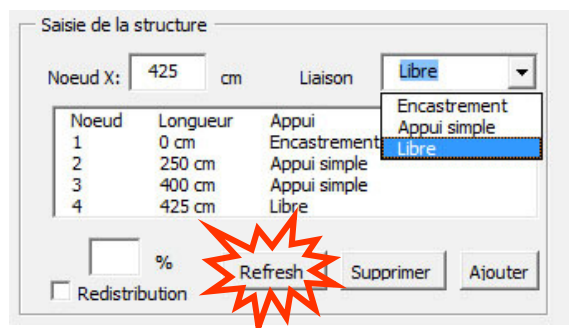 Saisie de la structure
Noeud X: 425 cm Liaison Libre
Encastrement
Appui simple
Libre
Noeud Longueur Appui
1 0 cm Encastrement
2 250 cm Appui simple
3 400 cm Appui simple
4 425 cm Libre
%
Redistribution
Refresh Supprimer Ajouter